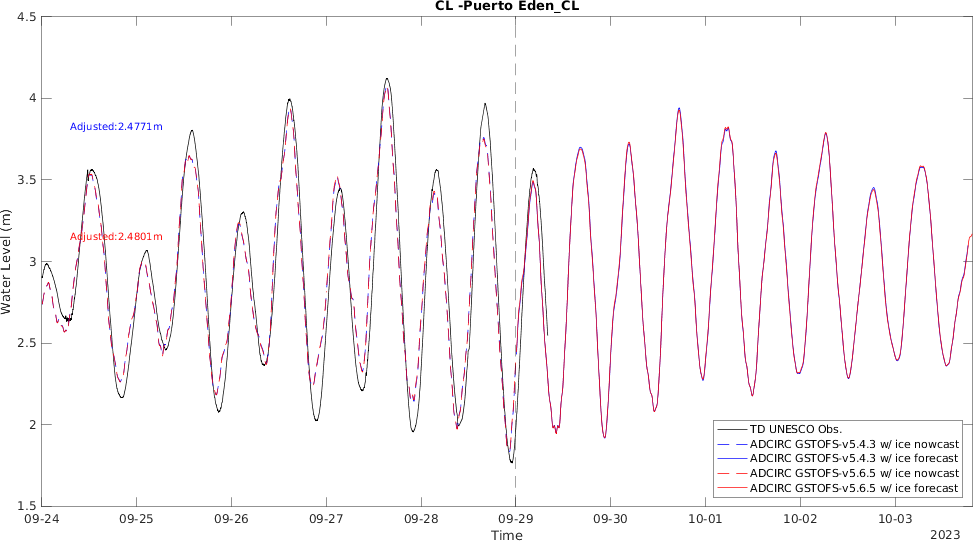 CL -Puerto Eden_CL
4.5
4
3.5
3
2.5
2
1.5
Water Level (m)
Adjusted:2.4771m
Adjusted:2.4801m
TD UNESCO Obs.
ADCIRC GSTOFS-v5.4.3 w/ ice nowcast
ADCIRC GSTOFS-v5.4.3 w/ ice forecast
ADCIRC GSTOFS-v5.6.5 w/ ice nowcast
ADCIRC GSTOFS-v5.6.5 w/ ice forecast
09-24 09-25 09-26 09-27 09-28 09-29 09-30 10-01 10-02 10-03
Time
2023